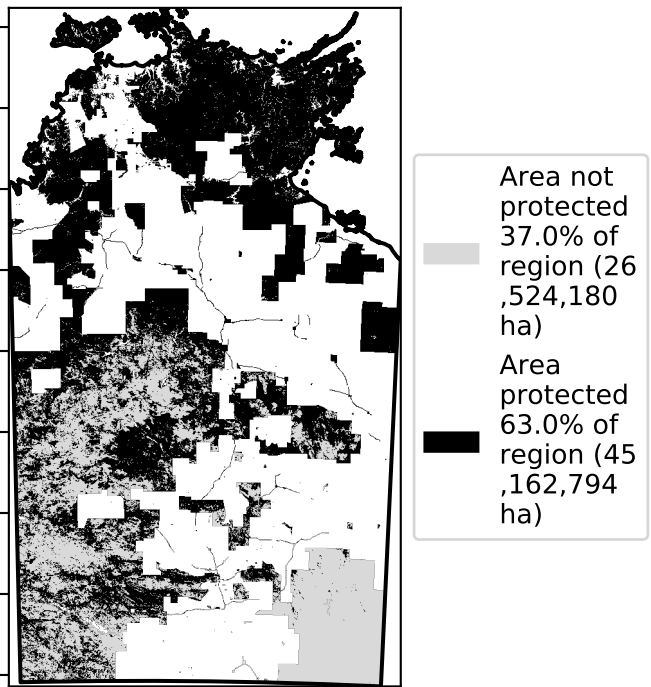 Area not
protected
37.0% of
region (26
,524,180
ha)
Area
protected
63.0% of
region (45
,162,794
ha)